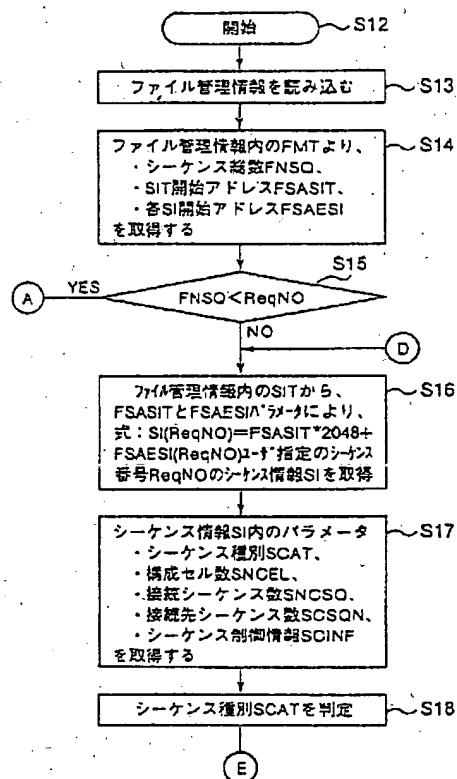 開始 S12
ファイル管理情報を読み込む S13
ファイル管理情報内のFMTより、 S14
・シーケンス総数FNSQ、
・SIT開始アドレスFSASIT、
・各SI開始アドレスFSAESI
を取得する
S15
A YES FNSQ<ReqNO
NO
D
ファイル管理情報内のSITから、 S16
FSASITとFSAESIパラメータにより、
式：SI(ReqNO)=FSASIT*2048+
FSAESI(ReqNO)ユーザ指定のシーケンス
番号ReqNOのシーケンス情報SIを取得
シーケンス情報SI内のパラメータ S17
・シーケンス種別SCAT、
・構成セル数SNCEL、
・接続シーケンス数SNCSQ、
・接続先シーケンス数SCSQN、
・シーケンス制御情報SCINF
を取得する
シーケンス種別SCATを判定 S18
E